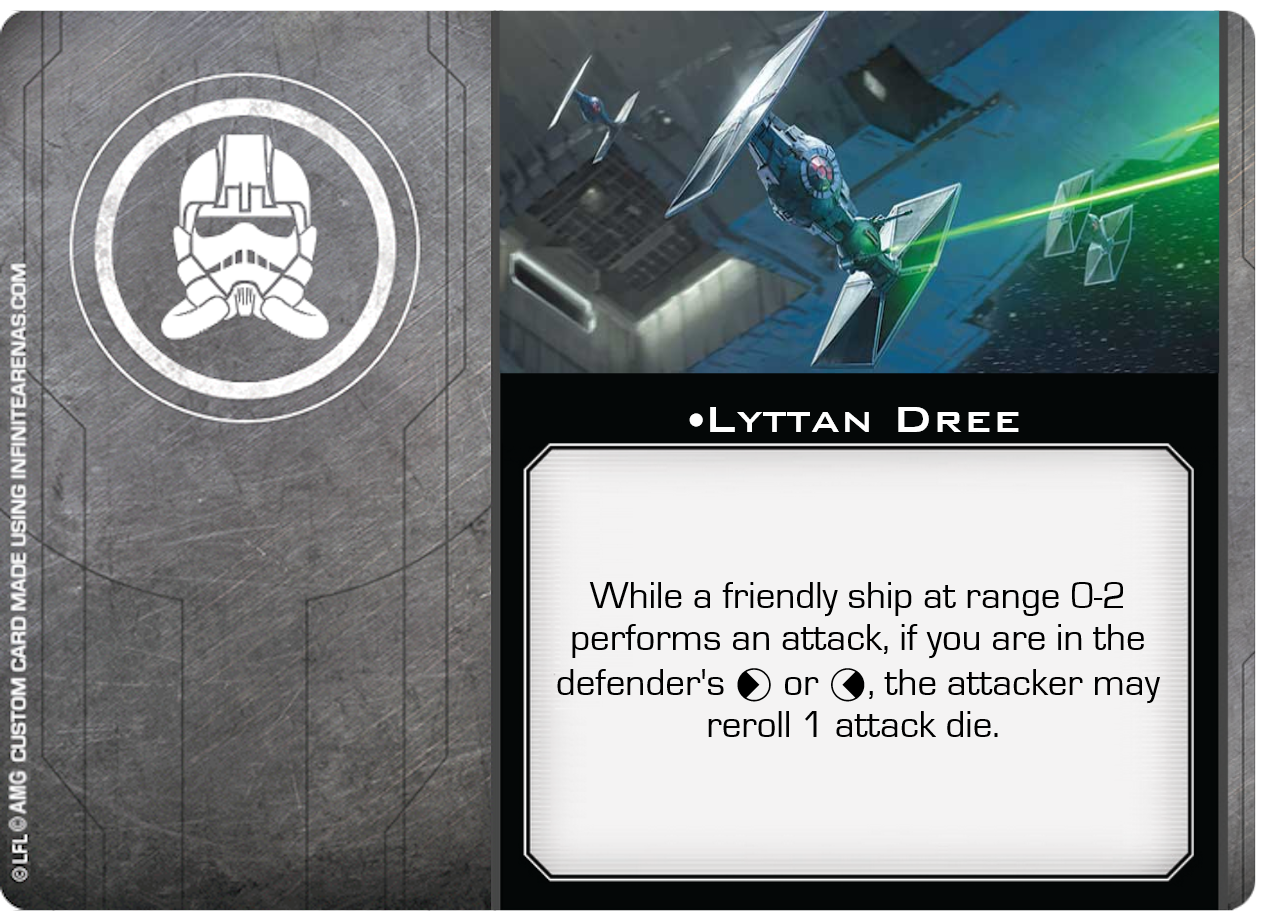 •Lyttan Dree
While a friendly ship at range 0-2
performs an attack, if you are in the
defender's or , the attacker may
reroll 1 attack die.
©LFL ©AMG CUSTOM CARD MADE USING INFINITEARENAS.COM